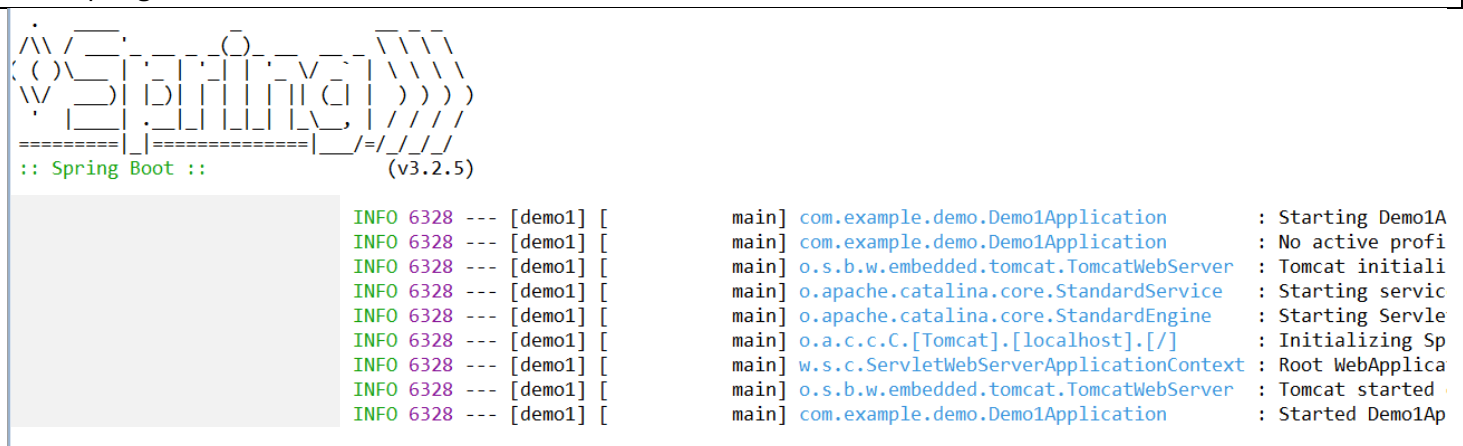 .   ____          _            __ _ _
 /\\ / ___'_ __ _ _(_)_ __  __ _ \ \ \ \
( ( )\___ | '_ | '_| | '_ \/ _` | \ \ \ \
 \\/  ___)| |_)| | | | | || (_| |  ) ) ) )
  '  |____| .__|_| |_|_| |_\__, | / / / /
 =========|_|==============|___/=/_/_/_/
:: Spring Boot :: (v3.2.5)
INFO 6328 --- [demo1] [ main] com.example.demo.Demo1Application : Starting Demo1A
INFO 6328 --- [demo1] [ main] com.example.demo.Demo1Application : No active profi
INFO 6328 --- [demo1] [ main] o.s.b.w.embedded.tomcat.TomcatWebServer : Tomcat initiali
INFO 6328 --- [demo1] [ main] o.apache.catalina.core.StandardService : Starting servic
INFO 6328 --- [demo1] [ main] o.apache.catalina.core.StandardEngine : Starting Servle
INFO 6328 --- [demo1] [ main] o.a.c.c.C.[Tomcat].[localhost].[/] : Initializing Sp
INFO 6328 --- [demo1] [ main] w.s.c.ServletWebServerApplicationContext : Root WebApplica
INFO 6328 --- [demo1] [ main] o.s.b.w.embedded.tomcat.TomcatWebServer : Tomcat started
INFO 6328 --- [demo1] [ main] com.example.demo.Demo1Application : Started Demo1Ap